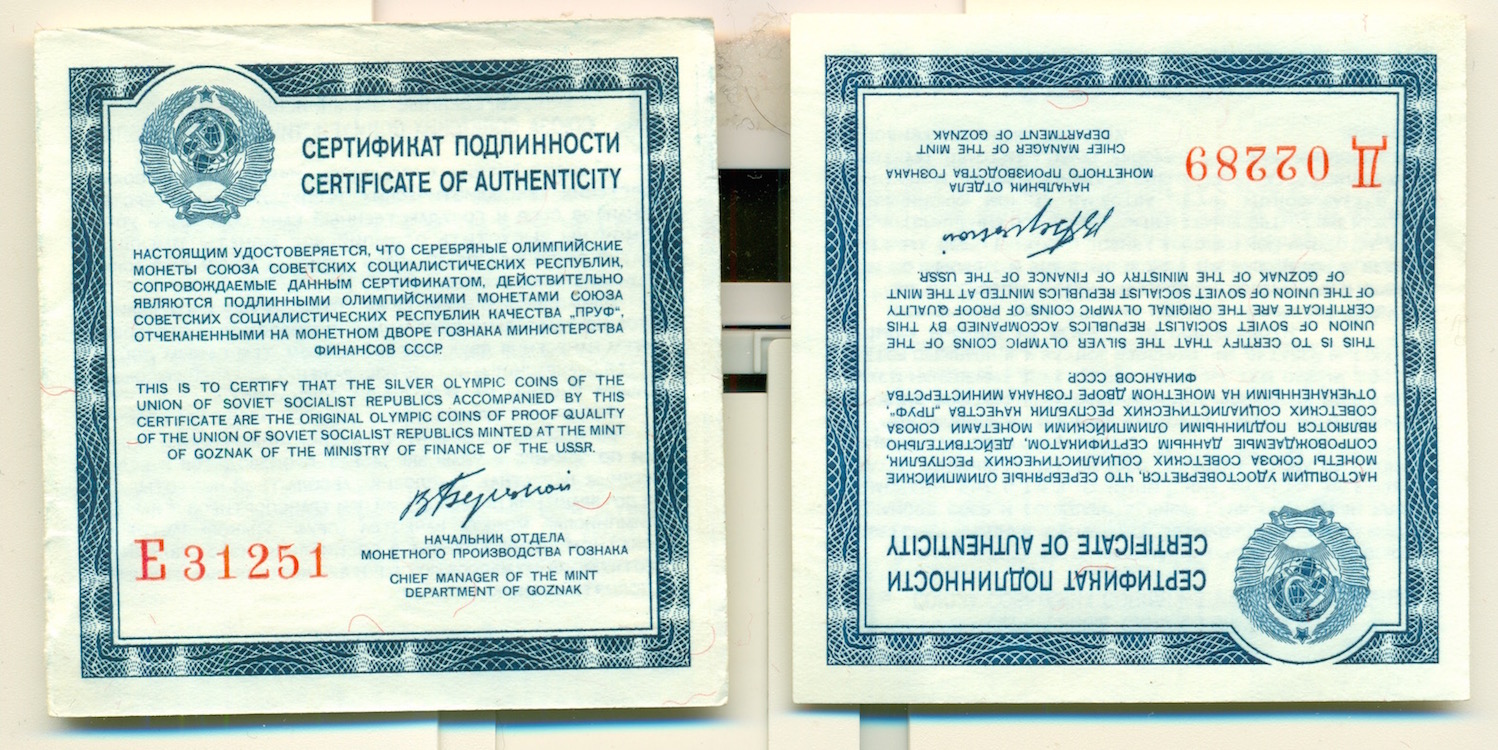 СЕРТИФИКАТ ПОДЛИННОСТИ
CERTIFICATE OF AUTHENTICITY
НАСТОЯЩИМ УДОСТОВЕРЯЕТСЯ, ЧТО СЕРЕБРЯНЫЕ ОЛИМПИЙСКИЕ
МОНЕТЫ СОЮЗА СОВЕТСКИХ СОЦИАЛИСТИЧЕСКИХ РЕСПУБЛИК,
СОПРОВОЖДАЕМЫЕ ДАННЫМ СЕРТИФИКАТОМ, ДЕЙСТВИТЕЛЬНО
ЯВЛЯЮТСЯ ПОДЛИННЫМИ ОЛИМПИЙСКИМИ МОНЕТАМИ СОЮЗА
СОВЕТСКИХ СОЦИАЛИСТИЧЕСКИХ РЕСПУБЛИК КАЧЕСТВА „ПРУФ“,
ОТЧЕКАНЕННЫМИ НА МОНЕТНОМ ДВОРЕ ГОЗНАКА МИНИСТЕРСТВА
ФИНАНСОВ СССР.
THIS IS TO CERTIFY THAT THE SILVER OLYMPIC COINS OF THE
UNION OF SOVIET SOCIALIST REPUBLICS ACCOMPANIED BY THIS
CERTIFICATE ARE THE ORIGINAL OLYMPIC COINS OF PROOF QUALITY
OF THE UNION OF SOVIET SOCIALIST REPUBLICS MINTED AT THE MINT
OF GOZNAK OF THE MINISTRY OF FINANCE OF THE USSR.
Е 31251
НАЧАЛЬНИК ОТДЕЛА
МОНЕТНОГО ПРОИЗВОДСТВА ГОЗНАКА
CHIEF MANAGER OF THE MINT
DEPARTMENT OF GOZNAK
СЕРТИФИКАТ ПОДЛИННОСТИ
CERTIFICATE OF AUTHENTICITY
НАСТОЯЩИМ УДОСТОВЕРЯЕТСЯ, ЧТО СЕРЕБРЯНЫЕ ОЛИМПИЙСКИЕ
МОНЕТЫ СОЮЗА СОВЕТСКИХ СОЦИАЛИСТИЧЕСКИХ РЕСПУБЛИК,
СОПРОВОЖДАЕМЫЕ ДАННЫМ СЕРТИФИКАТОМ, ДЕЙСТВИТЕЛЬНО
ЯВЛЯЮТСЯ ПОДЛИННЫМИ ОЛИМПИЙСКИМИ МОНЕТАМИ СОЮЗА
СОВЕТСКИХ СОЦИАЛИСТИЧЕСКИХ РЕСПУБЛИК КАЧЕСТВА „ПРУФ“,
ОТЧЕКАНЕННЫМИ НА МОНЕТНОМ ДВОРЕ ГОЗНАКА МИНИСТЕРСТВА
ФИНАНСОВ СССР.
THIS IS TO CERTIFY THAT THE SILVER OLYMPIC COINS OF THE
UNION OF SOVIET SOCIALIST REPUBLICS ACCOMPANIED BY THIS
CERTIFICATE ARE THE ORIGINAL OLYMPIC COINS OF PROOF QUALITY
OF THE UNION OF SOVIET SOCIALIST REPUBLICS MINTED AT THE MINT
OF GOZNAK OF THE MINISTRY OF FINANCE OF THE USSR.
Д 02289
НАЧАЛЬНИК ОТДЕЛА
МОНЕТНОГО ПРОИЗВОДСТВА ГОЗНАКА
CHIEF MANAGER OF THE MINT
DEPARTMENT OF GOZNAK